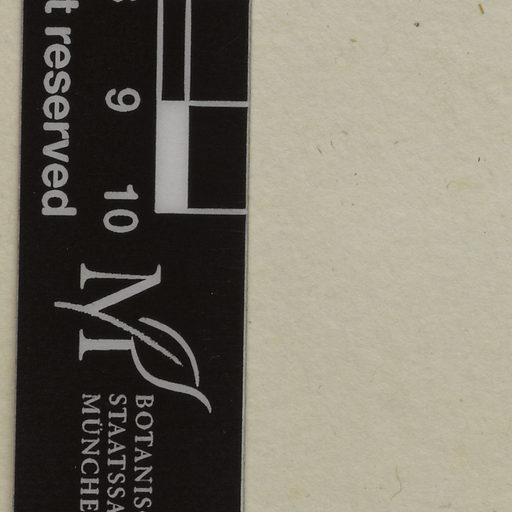 t reserved
9
10
M
BOTANIS
STAATSSA
MÜNCHE